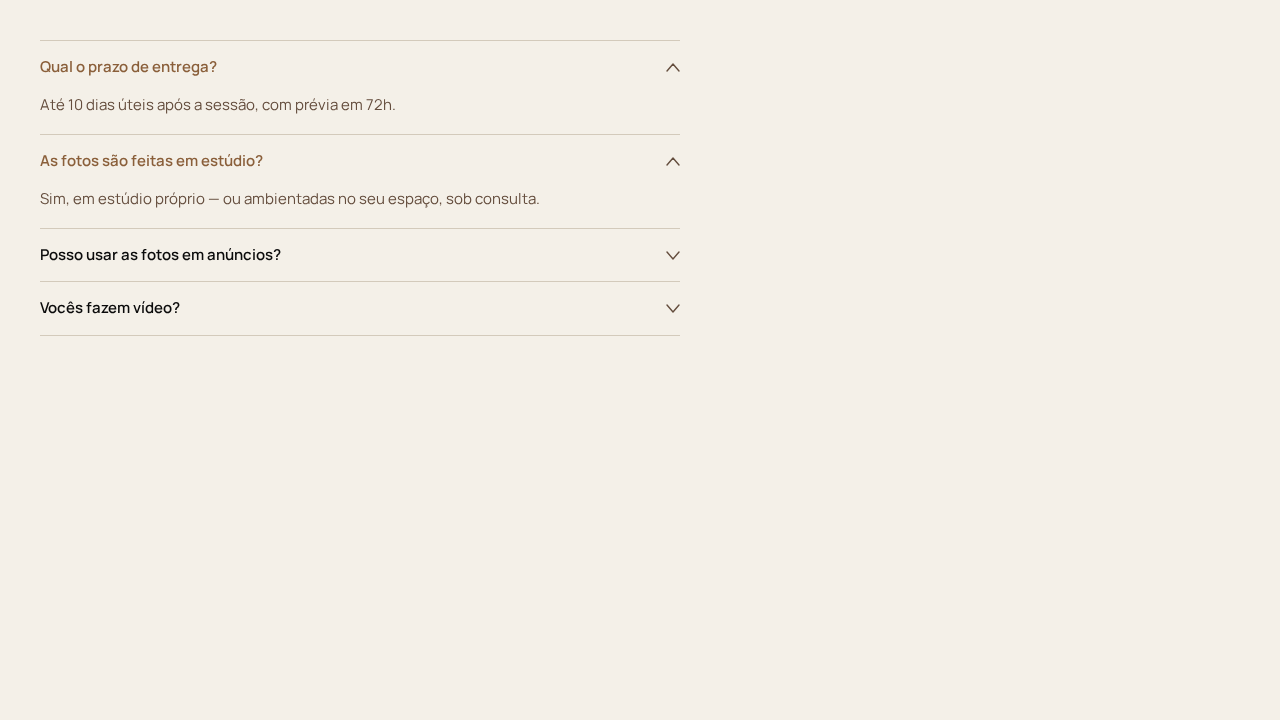 Qual o prazo de entrega?
Até 10 dias úteis após a sessão, com prévia em 72h.
As fotos são feitas em estúdio?
Sim, em estúdio próprio — ou ambientadas no seu espaço, sob consulta.
Posso usar as fotos em anúncios?
Vocês fazem vídeo?